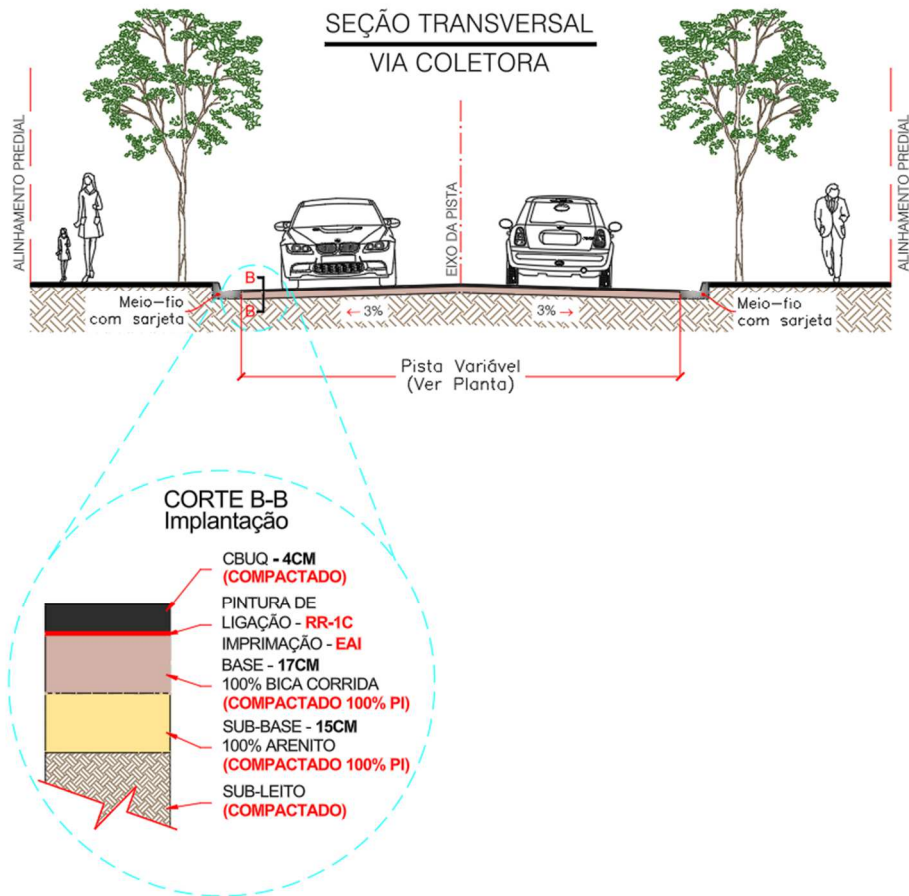 SEÇÃO TRANSVERSAL
VIA COLETORA
ALINHAMENTO PREDIAL
EIXO DA PISTA
ALINHAMENTO PREDIAL
B
B
Meio-fio
com sarjeta
← 3%
3% →
Meio-fio
com sarjeta
Pista Variável
(Ver Planta)
CORTE B-B
Implantação
CBUQ - 4CM
(COMPACTADO)
PINTURA DE
LIGAÇÃO - RR-1C
IMPRIMAÇÃO - EAI
BASE - 17CM
100% BICA CORRIDA
(COMPACTADO 100% PI)
SUB-BASE - 15CM
100% ARENITO
(COMPACTADO 100% PI)
SUB-LEITO
(COMPACTADO)